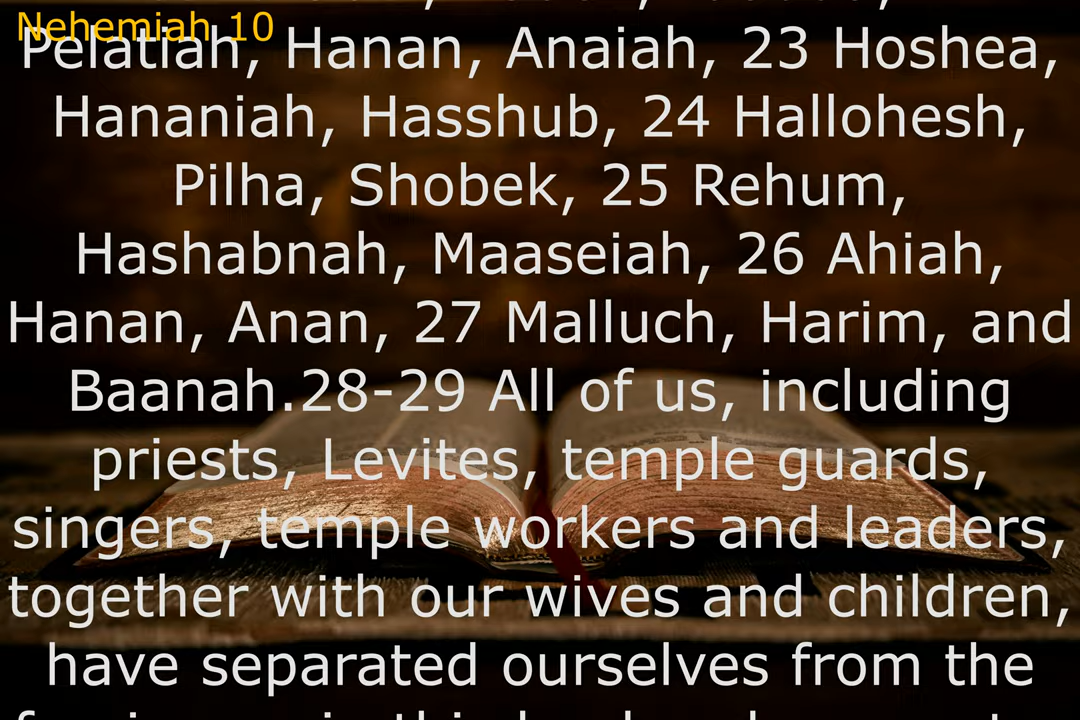 Nehemiah 10
Pelatiah, Hanan, Anaiah, 23 Hoshea,
Hananiah, Hasshub, 24 Hallohesh,
Pilha, Shobek, 25 Rehum,
Hashabnah, Maaseiah, 26 Ahiah,
Hanan, Anan, 27 Malluch, Harim, and
Baanah.28-29 All of us, including
priests, Levites, temple guards,
singers, temple workers and leaders,
together with our wives and children,
have separated ourselves from the